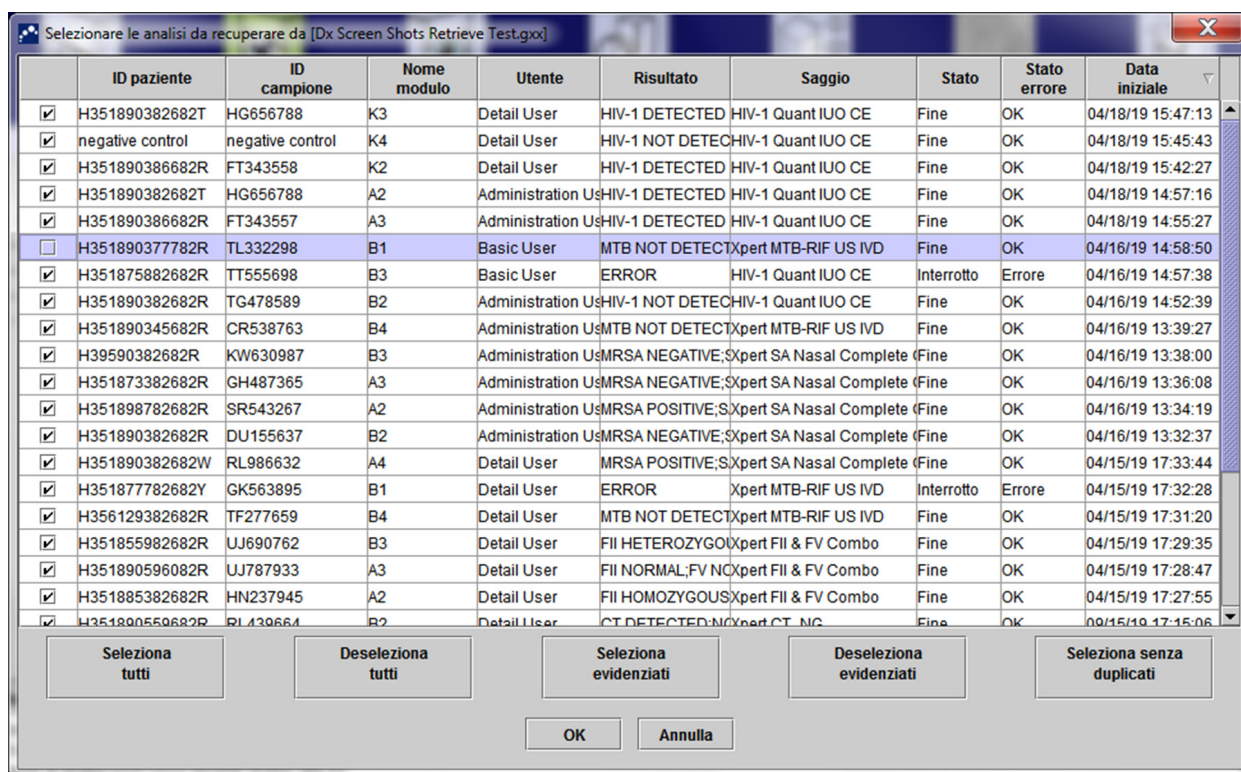 Selezionare le analisi da recuperare da [Dx Screen Shots Retrieve Test.gxx]
ID paziente ID campione Nome modulo Utente Risultato Saggio Stato Stato errore Data iniziale
H351890382682T HG656788 K3 Detail User HIV-1 DETECTED HIV-1 Quant IUO CE Fine OK 04/18/19 15:47:13
negative control negative control K4 Detail User HIV-1 NOT DETEC HIV-1 Quant IUO CE Fine OK 04/18/19 15:45:43
H351890386682R FT343558 K2 Detail User HIV-1 DETECTED HIV-1 Quant IUO CE Fine OK 04/18/19 15:42:27
H351890382682T HG656788 A2 Administration Us HIV-1 DETECTED HIV-1 Quant IUO CE Fine OK 04/18/19 14:57:16
H351890386682R FT343557 A3 Administration Us HIV-1 DETECTED HIV-1 Quant IUO CE Fine OK 04/18/19 14:55:27
H351890377782R TL332298 B1 Basic User MTB NOT DETECT Xpert MTB-RIF US IVD Fine OK 04/16/19 14:58:50
H351875882682R TT555698 B3 Basic User ERROR HIV-1 Quant IUO CE Interrotto Errore 04/16/19 14:57:38
H351890382682R TG478589 B2 Administration Us HIV-1 NOT DETEC HIV-1 Quant IUO CE Fine OK 04/16/19 14:52:39
H351890345682R CR538763 B4 Administration Us MTB NOT DETECT Xpert MTB-RIF US IVD Fine OK 04/16/19 13:39:27
H39590382682R KW630987 B3 Administration Us MRSA NEGATIVE;S Xpert SA Nasal Complete Fine OK 04/16/19 13:38:00
H351873382682R GH487365 A3 Administration Us MRSA NEGATIVE;S Xpert SA Nasal Complete Fine OK 04/16/19 13:36:08
H351898782682R SR543267 A2 Administration Us MRSA POSITIVE;S Xpert SA Nasal Complete Fine OK 04/16/19 13:34:19
H351890382682R DU155637 B2 Administration Us MRSA NEGATIVE;S Xpert SA Nasal Complete Fine OK 04/16/19 13:32:37
H351890382682W RL986632 A4 Detail User MRSA POSITIVE;S Xpert SA Nasal Complete Fine OK 04/15/19 17:33:44
H351877782682Y GK563895 B1 Detail User ERROR Xpert MTB-RIF US IVD Interrotto Errore 04/15/19 17:32:28
H356129382682R TF277659 B4 Detail User MTB NOT DETECT Xpert MTB-RIF US IVD Fine OK 04/15/19 17:31:20
H351855982682R UJ690762 B3 Detail User FII HETEROZYGOU Xpert FII & FV Combo Fine OK 04/15/19 17:29:35
H351890596082R UJ787933 A3 Detail User FII NORMAL;FV NO Xpert FII & FV Combo Fine OK 04/15/19 17:28:47
H351885382682R HN237945 A2 Detail User FII HOMOZYGOUS Xpert FII & FV Combo Fine OK 04/15/19 17:27:55
H351890559682R RL439664 B2 Detail User CT DETECTED;NG Xpert CT_NG Fine OK 09/15/19 17:15:06
Seleziona tutti Deseleziona tutti Seleziona evidenziati Deseleziona evidenziati Seleziona senza duplicati
OK Annulla